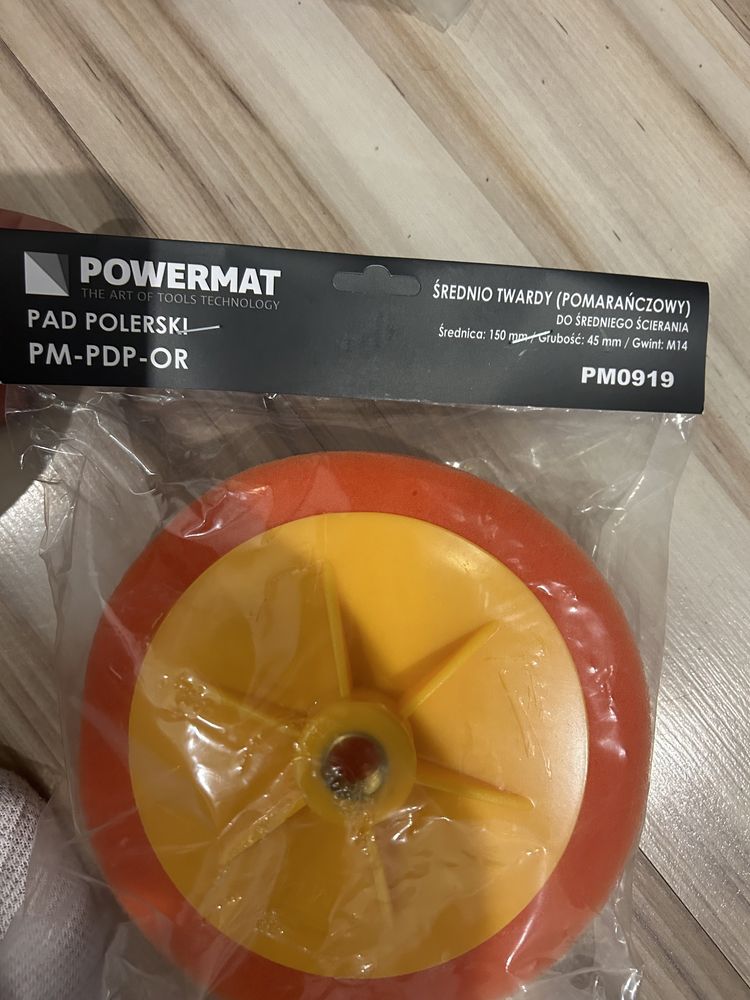 POWERMAT
THE ART OF TOOLS TECHNOLOGY
PAD POLERSKI
PM-PDP-OR
ŚREDNIO TWARDY (POMARAŃCZOWY)
DO ŚREDNIEGO ŚCIERANIA
Średnica: 150 mm / Grubość: 45 mm / Gwint: M14
PM0919